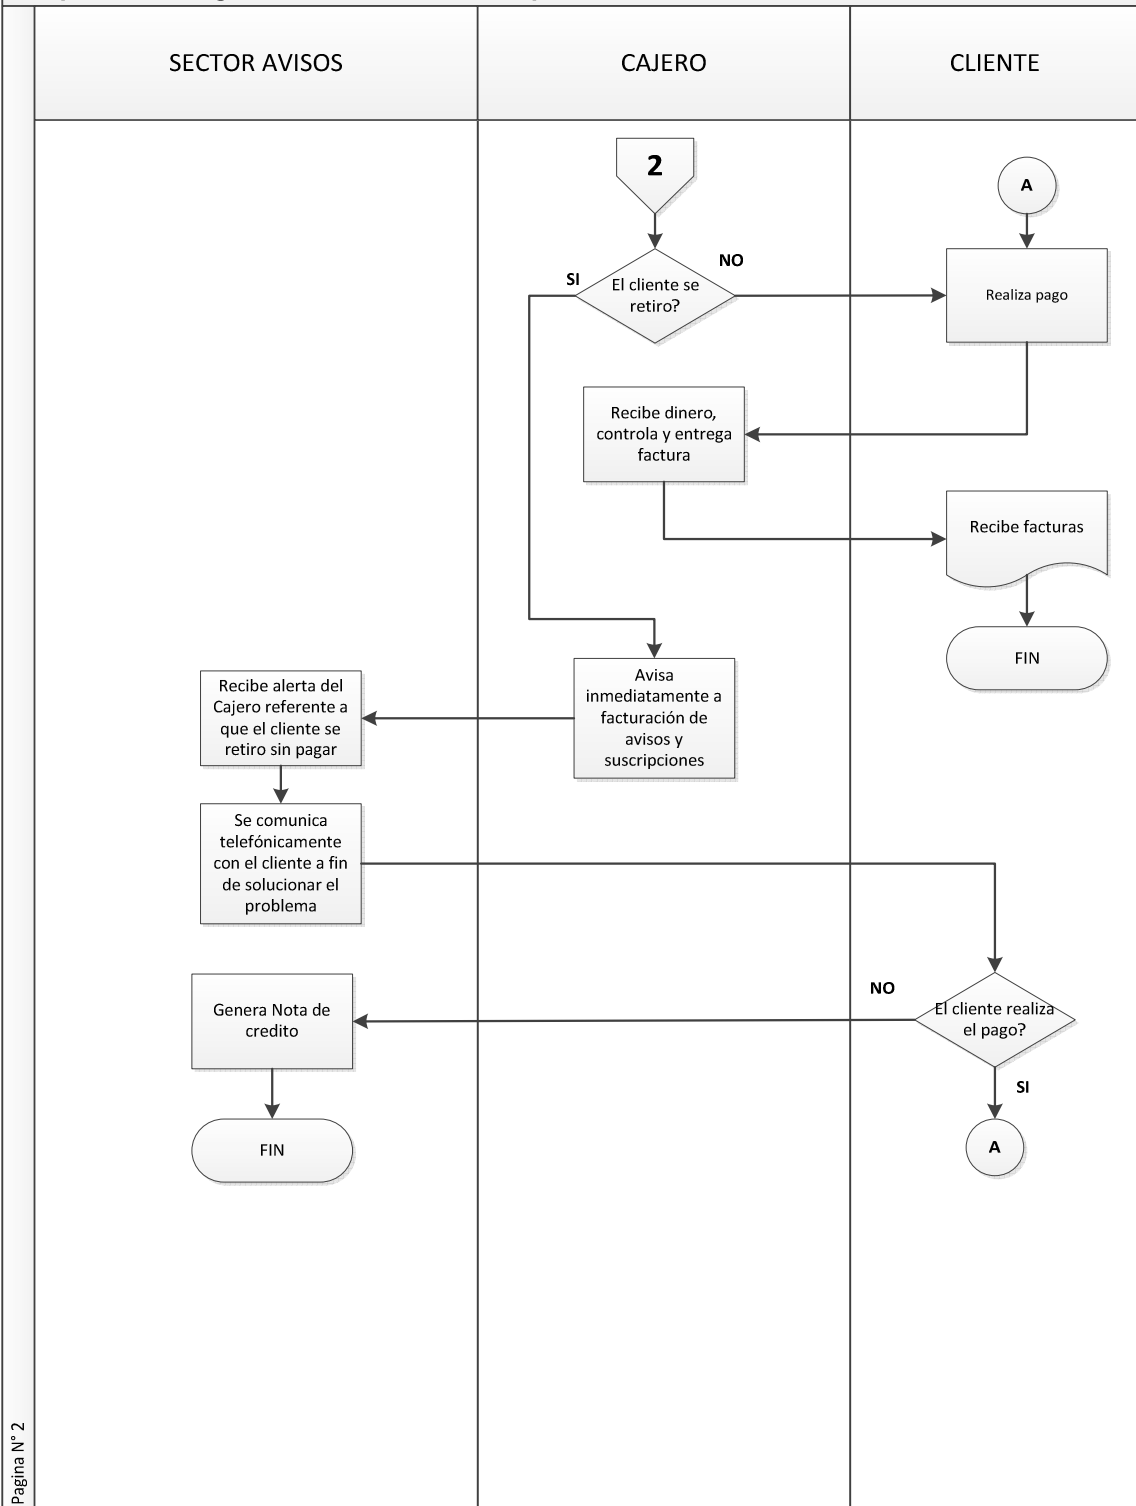 SECTOR AVISOS
CAJERO
CLIENTE
2
A
El cliente se
retiro?
SI
NO
Realiza pago
Recibe dinero,
controla y entrega
factura
Recibe facturas
FIN
Avisa
inmediatamente a
facturación de
avisos y
suscripciones
Recibe alerta del
Cajero referente a
que el cliente se
retiro sin pagar
Se comunica
telefónicamente
con el cliente a fin
de solucionar el
problema
El cliente realiza
el pago?
NO
SI
Genera Nota de
credito
FIN
A
Pagina N° 2